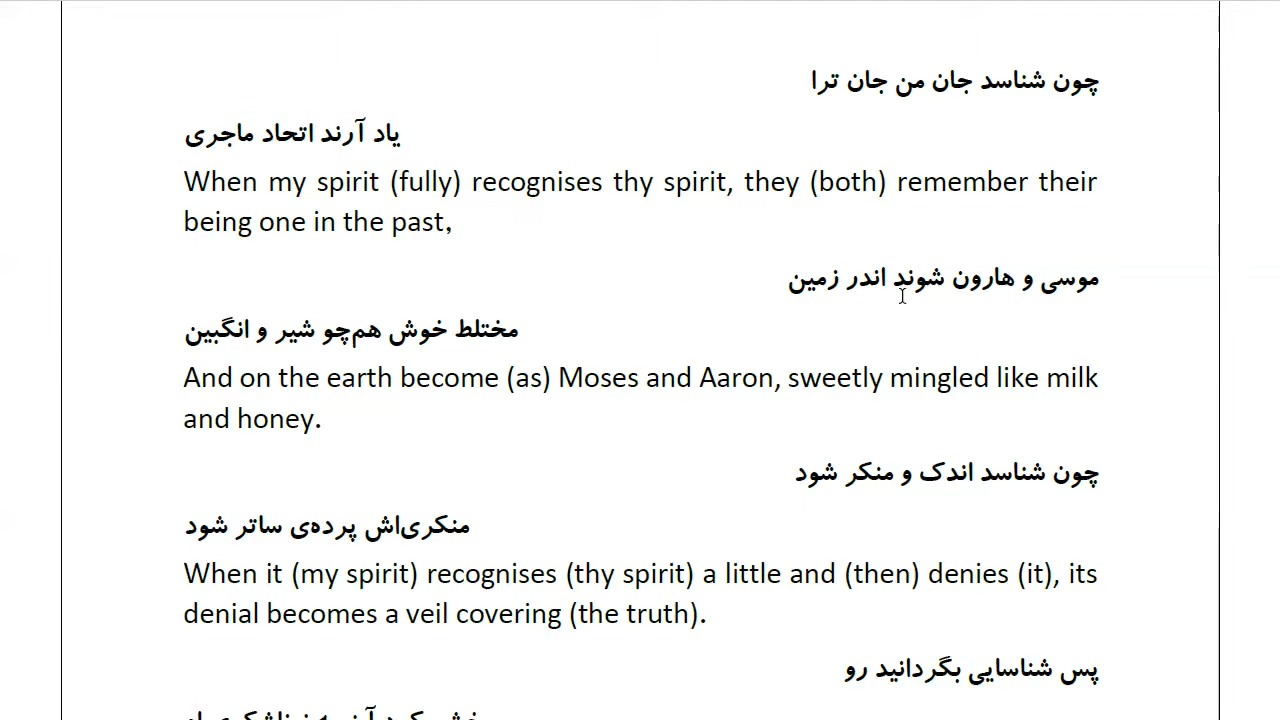 چون شناسد جان من جان ترا
یاد آرند اتحاد ماجری
When my spirit (fully) recognises thy spirit, they (both) remember their
being one in the past,
موسی و هارون شوند اندر زمین
مختلط خوش هم‌چو شیر و انگبین
And on the earth become (as) Moses and Aaron, sweetly mingled like milk
and honey.
چون شناسد اندک و منکر شود
منکری‌اش پرده‌ی ساتر شود
When it (my spirit) recognises (thy spirit) a little and (then) denies (it), its
denial becomes a veil covering (the truth).
پس شناسایی بگردانید رو